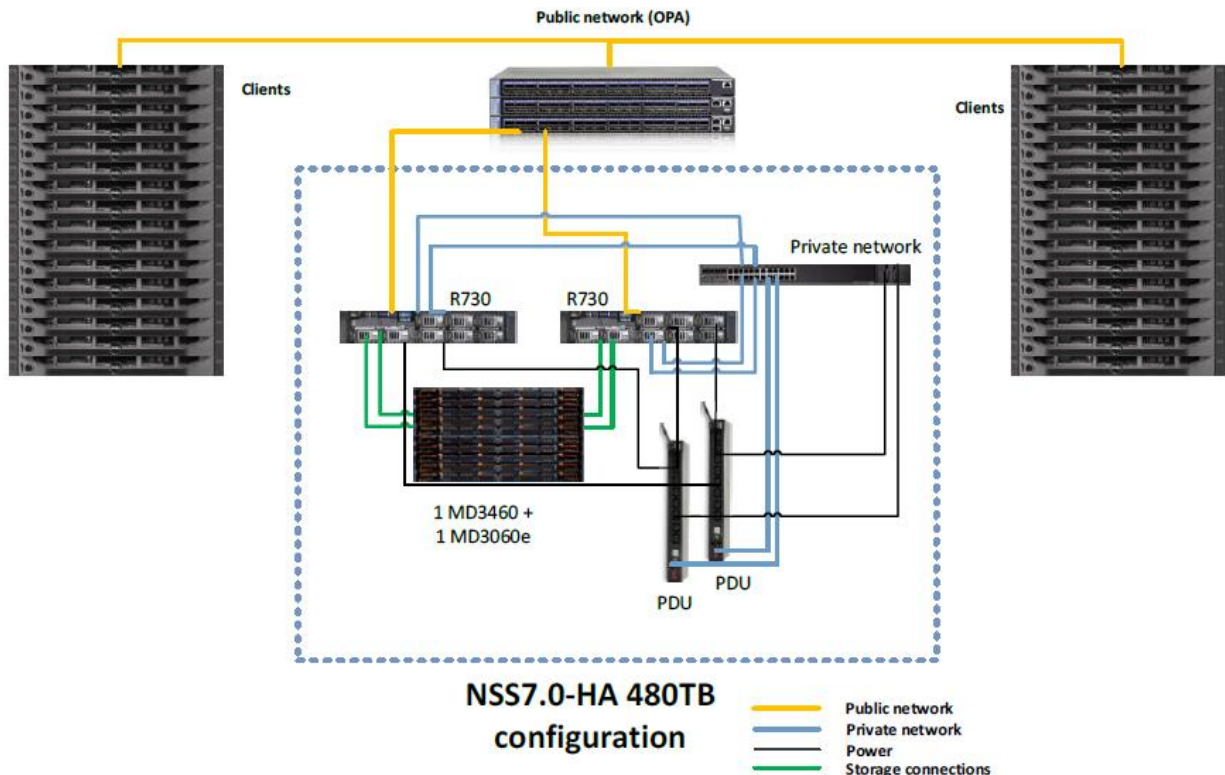 Public network (OPA)
Clients
Clients
Private network
R730
R730
1 MD3460 +
1 MD3060e
PDU
PDU
NSS7.0-HA 480TB
configuration
Public network
Private network
Power
Storage connections